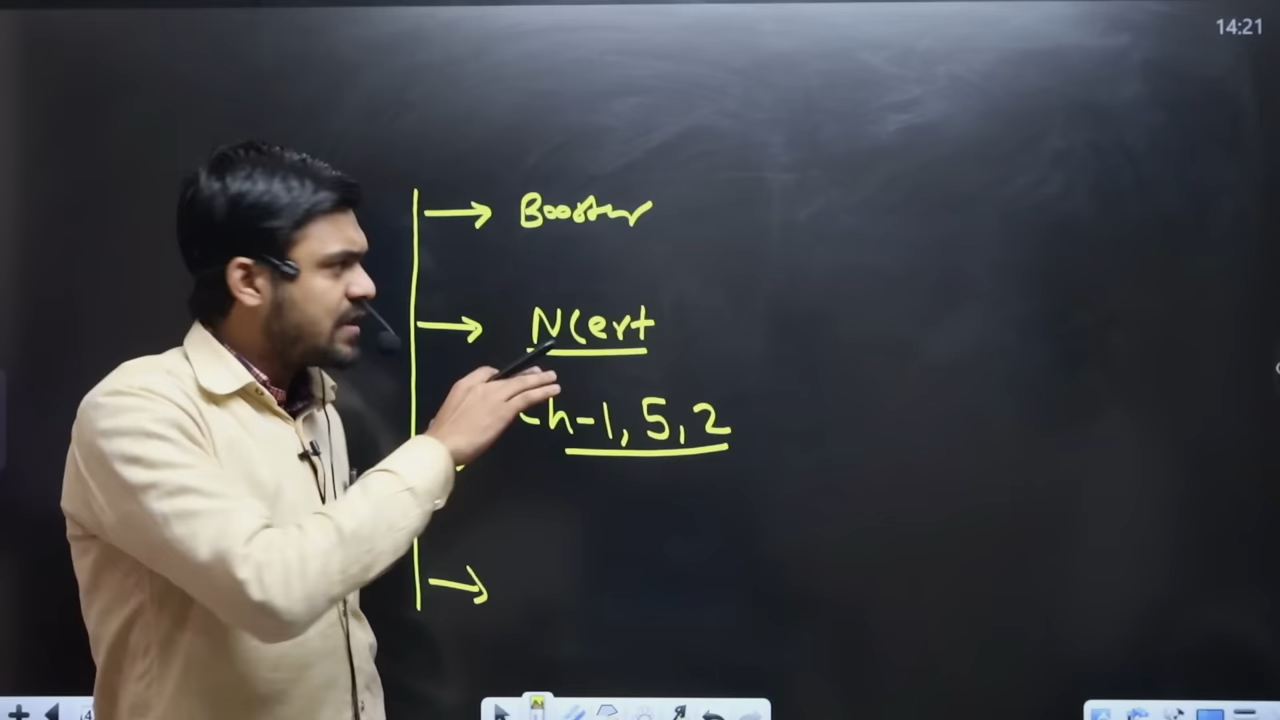 14:21
→ Booster
→ NCert
h-1, 5, 2
→